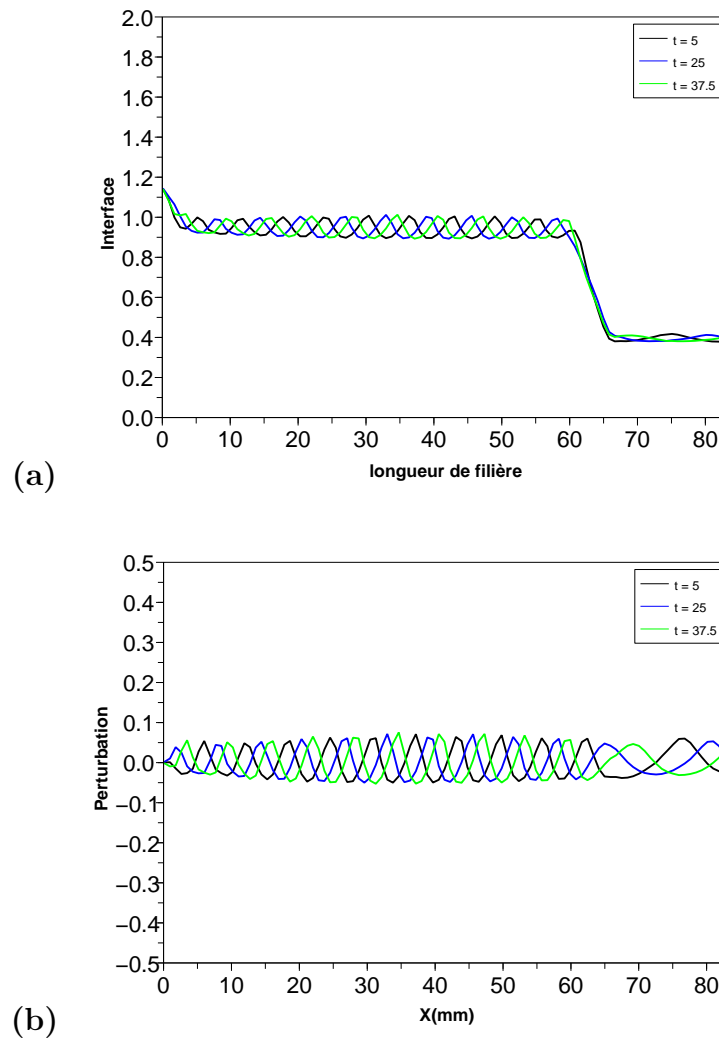 2.0
1.8
1.6
1.4
1.2
1.0
0.8
0.6
0.4
0.2
0.0
Interface
t = 5
t = 25
t = 37.5
0 10 20 30 40 50 60 70 80
longueur de filière
(a)
0.5
0.4
0.3
0.2
0.1
0.0
−0.1
−0.2
−0.3
−0.4
−0.5
Perturbation
t = 5
t = 25
t = 37.5
0 10 20 30 40 50 60 70 80
X(mm)
(b)